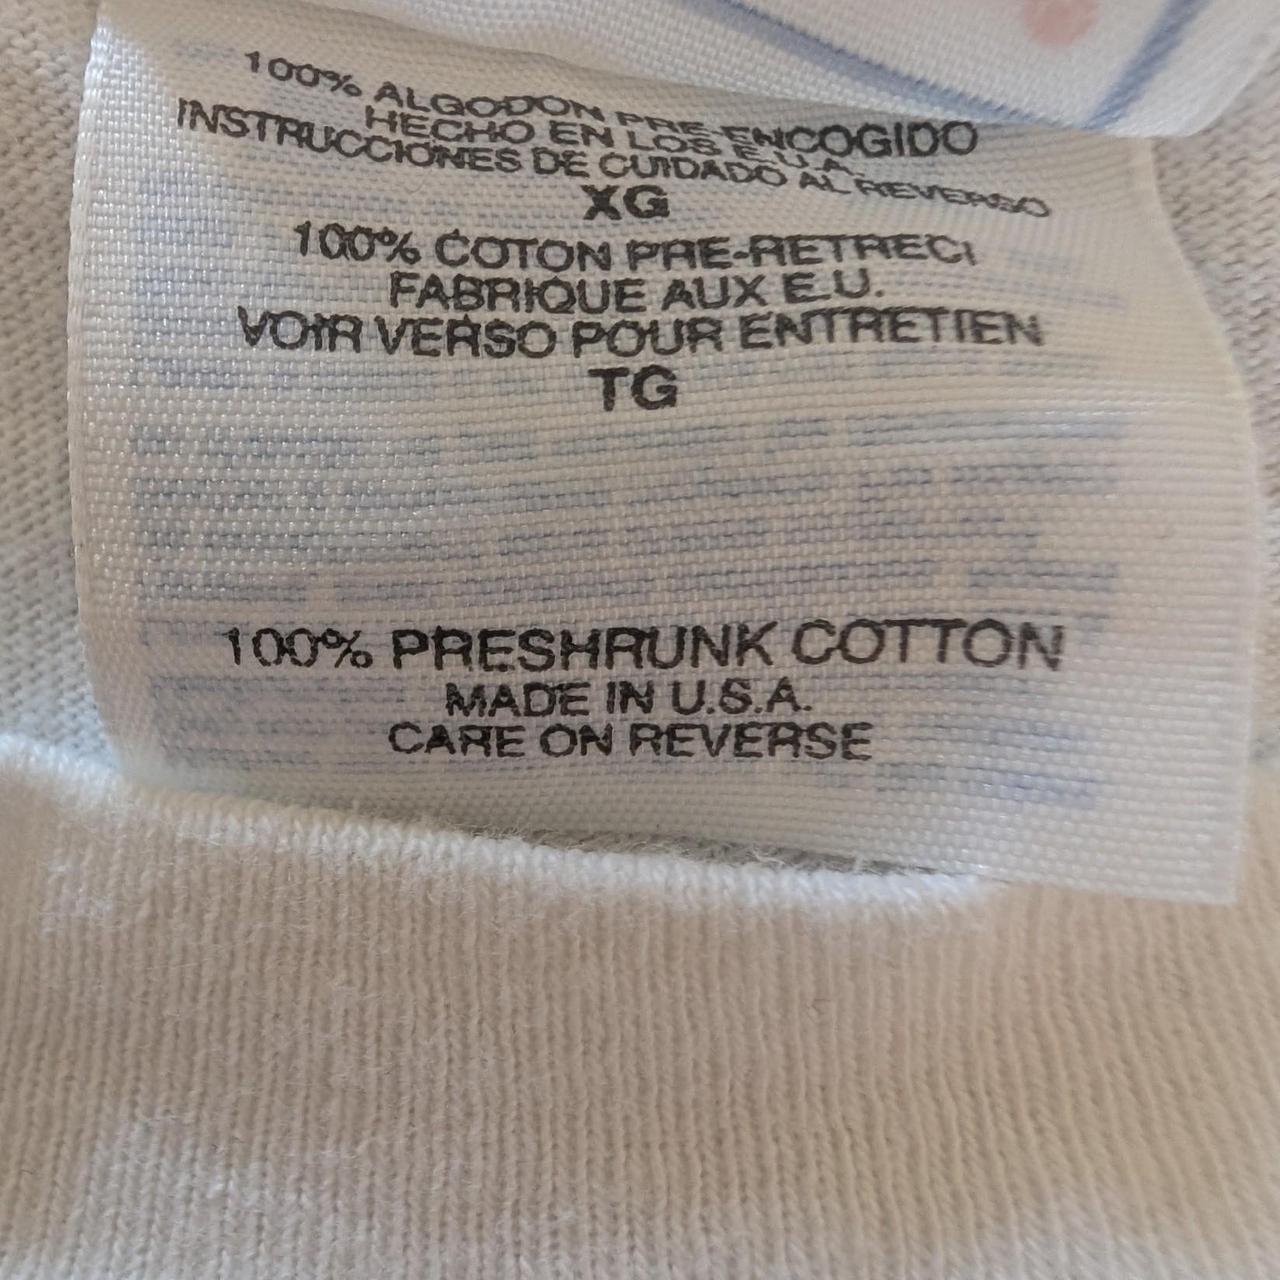 100% ALGODON PRE-ENCOGIDO
HECHO EN LOS E.U.A.
INSTRUCCIONES DE CUIDADO AL REVERSO
XG
100% COTON PRE-RETRECI
FABRIQUE AUX E.U.
VOIR VERSO POUR ENTRETIEN
TG
100% PRESHRUNK COTTON
MADE IN U.S.A.
CARE ON REVERSE